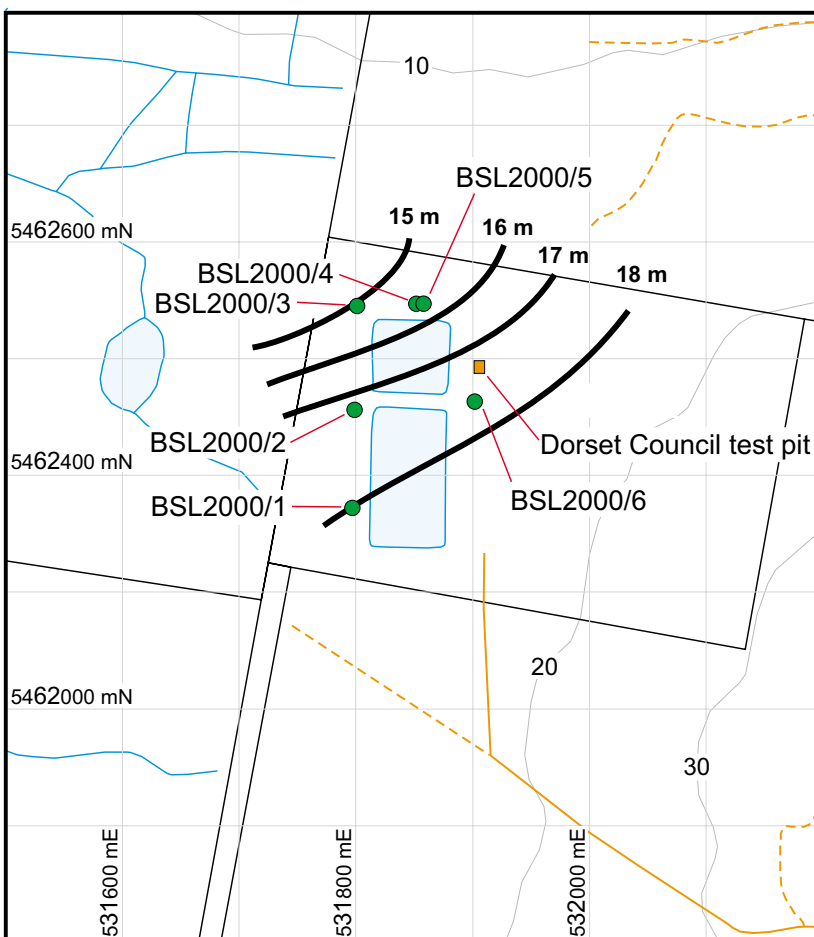 10
BSL2000/5
15 m
16 m
5462600 mN
17 m
BSL2000/4
18 m
BSL2000/3
BSL2000/2
Dorset Council test pit
5462400 mN
BSL2000/1
BSL2000/6
20
5462000 mN
30
531600 mE
531800 mE
532000 mE